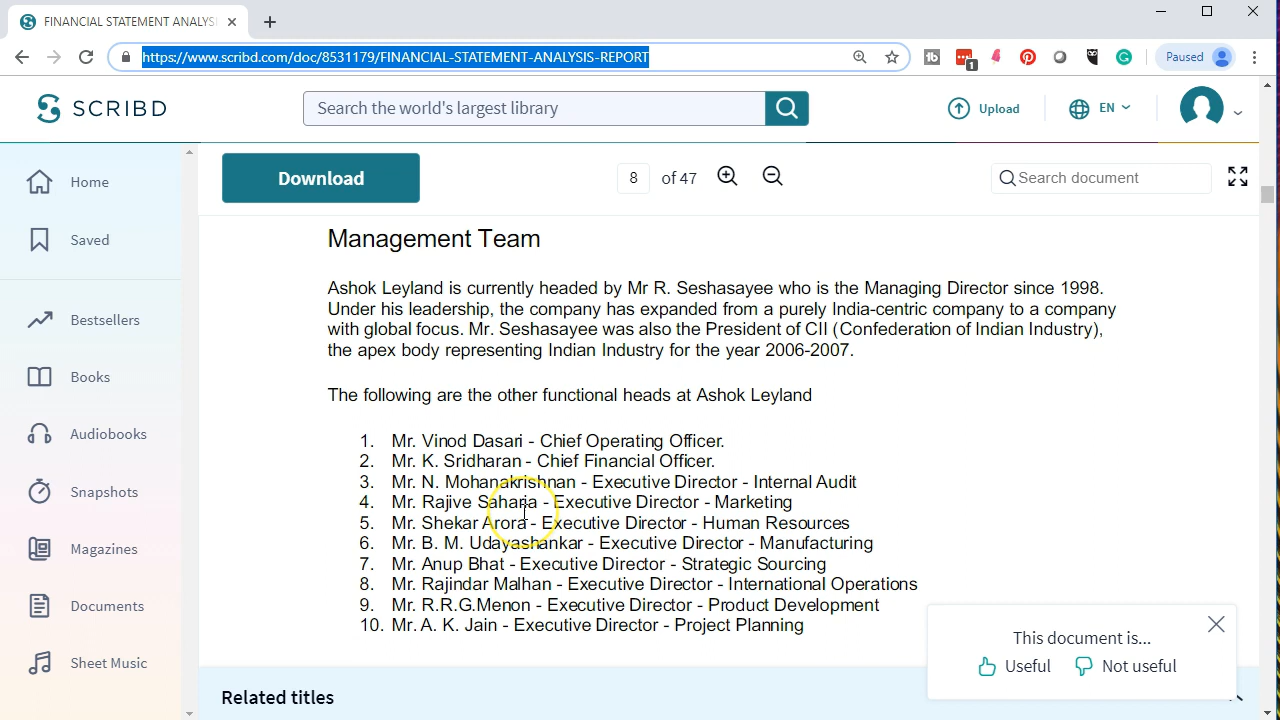 FINANCIAL STATEMENT ANALYSI
https://www.scribd.com/doc/8531179/FINANCIAL-STATEMENT-ANALYSIS-REPORT
1
Paused
SCRIBD
Search the world's largest library
Upload
EN
Home
Saved
Bestsellers
Books
Audiobooks
Snapshots
Magazines
Documents
Sheet Music
Download
8 of 47
Search document
Management Team
Ashok Leyland is currently headed by Mr R. Seshasayee who is the Managing Director since 1998.
Under his leadership, the company has expanded from a purely India-centric company to a company
with global focus. Mr. Seshasayee was also the President of CII (Confederation of Indian Industry),
the apex body representing Indian Industry for the year 2006-2007.
The following are the other functional heads at Ashok Leyland
1. Mr. Vinod Dasari - Chief Operating Officer.
2. Mr. K. Sridharan - Chief Financial Officer.
3. Mr. N. Mohanakrishnan - Executive Director - Internal Audit
4. Mr. Rajive Saharia - Executive Director - Marketing
5. Mr. Shekar Arora - Executive Director - Human Resources
6. Mr. B. M. Udayashankar - Executive Director - Manufacturing
7. Mr. Anup Bhat - Executive Director - Strategic Sourcing
8. Mr. Rajindar Malhan - Executive Director - International Operations
9. Mr. R.R.G.Menon - Executive Director - Product Development
10. Mr. A. K. Jain - Executive Director - Project Planning
This document is...
Useful
Not useful
Related titles